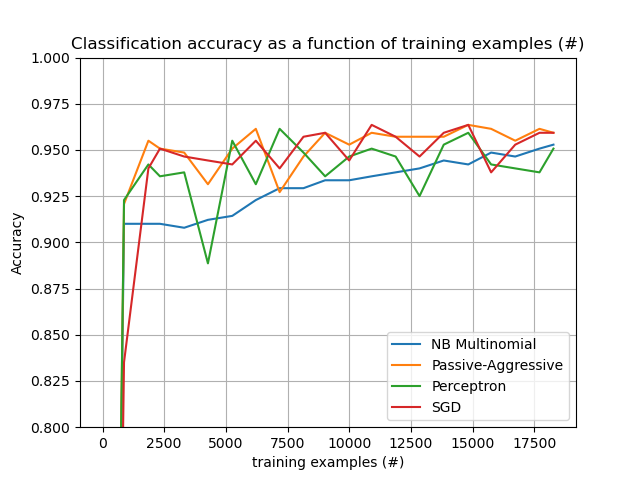 Classification accuracy as a function of training examples (#)
1.000
0.975
0.950
0.925
0.900
0.875
0.850
0.825
0.800
Accuracy
NB Multinomial
Passive-Aggressive
Perceptron
SGD
0 2500 5000 7500 10000 12500 15000 17500
training examples (#)